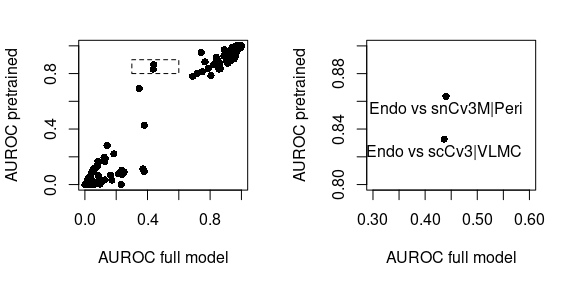 AUROC pretrained
0.8
0.4
0.0
0.0
0.4
0.8
AUROC full model
AUROC pretrained
0.88
0.84
0.80
Endo vs snCv3M|Peri
Endo vs scCv3|VLMC
0.30
0.40
0.50
0.60
AUROC full model